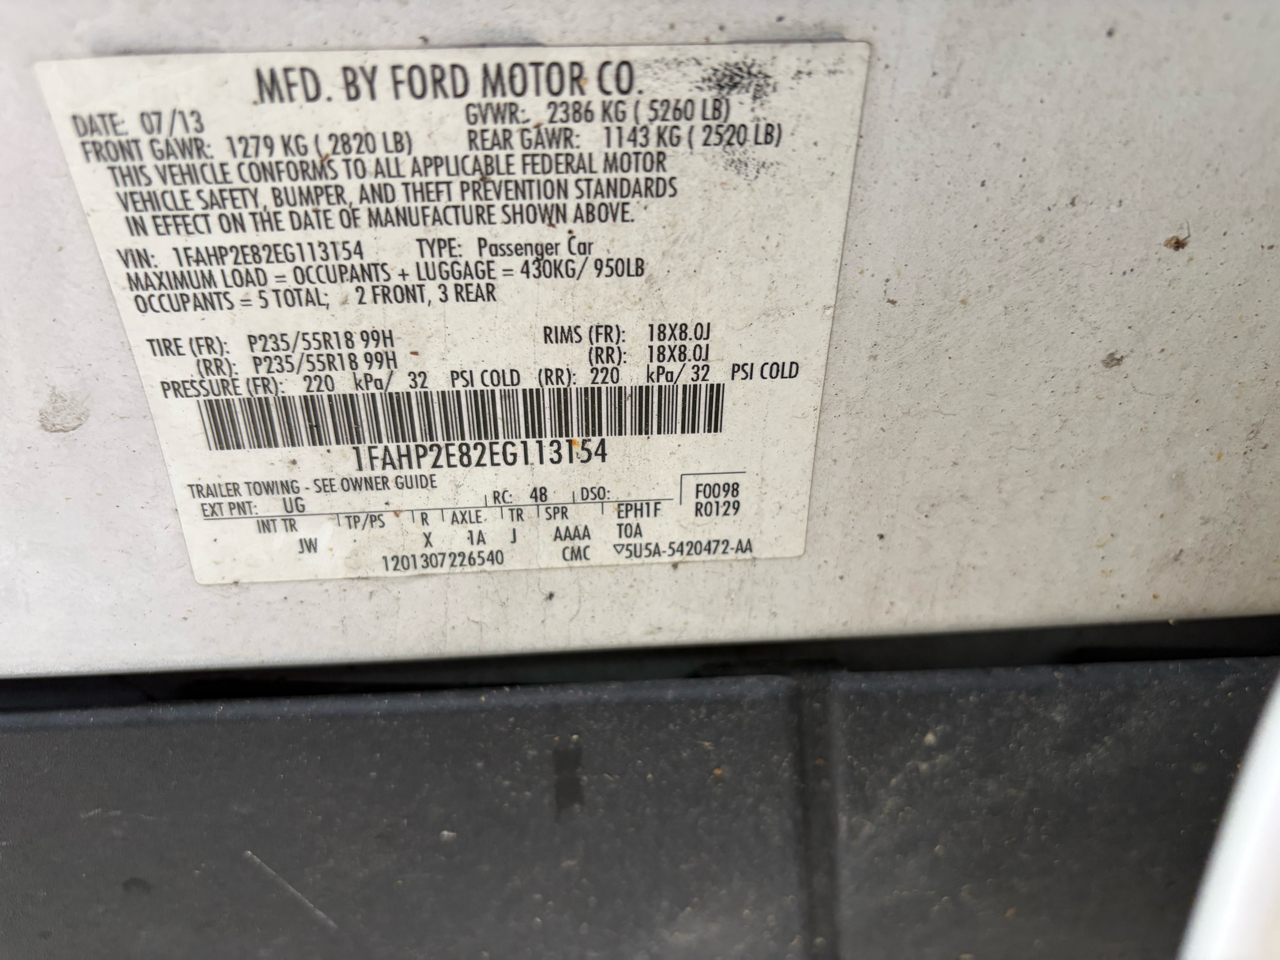 MFD. BY FORD MOTOR CO.
DATE: 07/13 GVWR: 2386 KG ( 5260 LB)
FRONT GAWR: 1279 KG ( 2820 LB) REAR GAWR: 1143 KG ( 2520 LB)
THIS VEHICLE CONFORMS TO ALL APPLICABLE FEDERAL MOTOR
VEHICLE SAFETY, BUMPER, AND THEFT PREVENTION STANDARDS
IN EFFECT ON THE DATE OF MANUFACTURE SHOWN ABOVE.
VIN: 1FAHP2E82EG113154 TYPE: Passenger Car
MAXIMUM LOAD = OCCUPANTS + LUGGAGE = 430KG/ 950LB
OCCUPANTS = 5 TOTAL; 2 FRONT, 3 REAR
TIRE (FR): P235/55R18 99H RIMS (FR): 18X8.0J
(RR): P235/55R18 99H (RR): 18X8.0J
PRESSURE (FR): 220 kPa/ 32 PSI COLD (RR): 220 kPa/ 32 PSI COLD
1FAHP2E82EG113154
TRAILER TOWING - SEE OWNER GUIDE
EXT PNT: UG RC: 48 DSO: F0098
INT TR TP/PS R AXLE TR SPR EPH1F R0129
JW X 1A J AAAA TOA
1201307226540 CMC ▽5U5A-5420472-AA